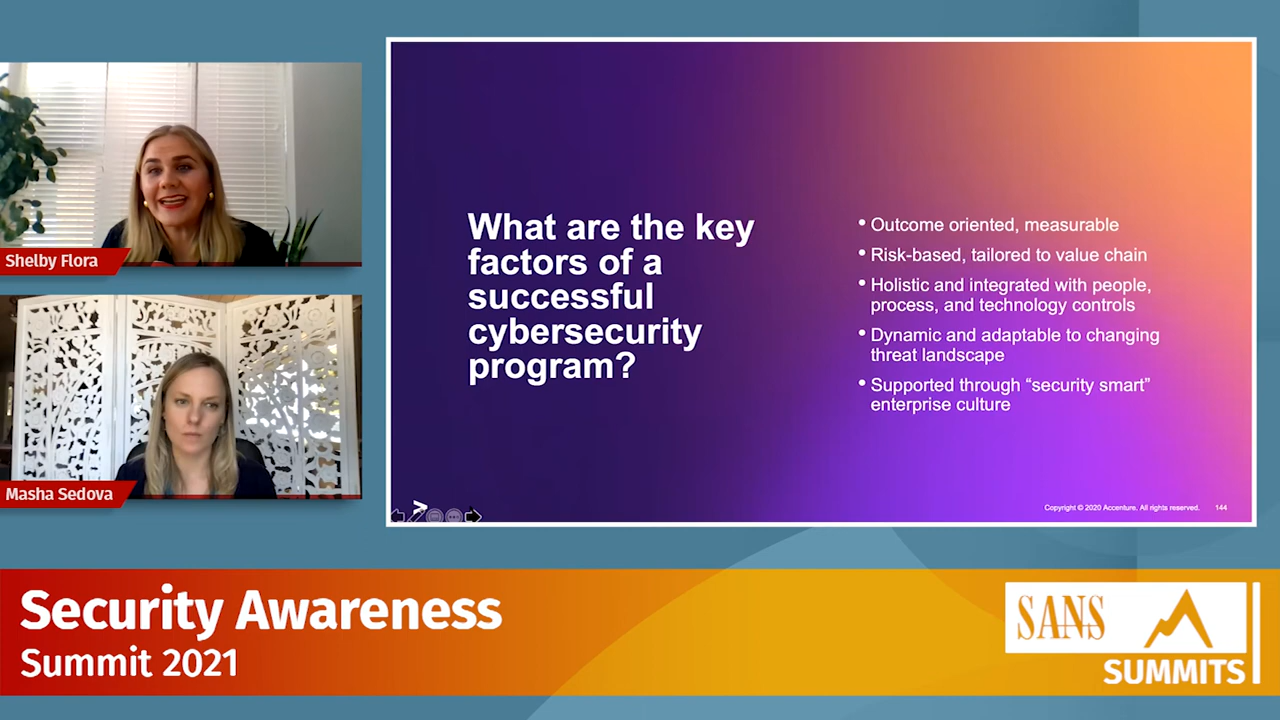 Shelby Flora
Masha Sedova
What are the key
factors of a
successful
cybersecurity
program?
• Outcome oriented, measurable
• Risk-based, tailored to value chain
• Holistic and integrated with people,
process, and technology controls
• Dynamic and adaptable to changing
threat landscape
• Supported through “security smart”
enterprise culture
Copyright © 2020 Accenture. All rights reserved. 144
Security Awareness
Summit 2021
SANS
SUMMITS